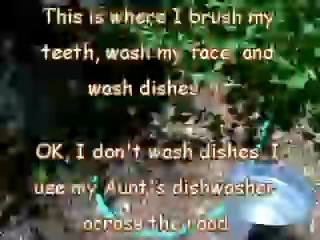 This is where I brush my
teeth, wash my face, and
wash dishes. :)
OK, I don't wash dishes. I
use my Aunt's dishwasher
across the road